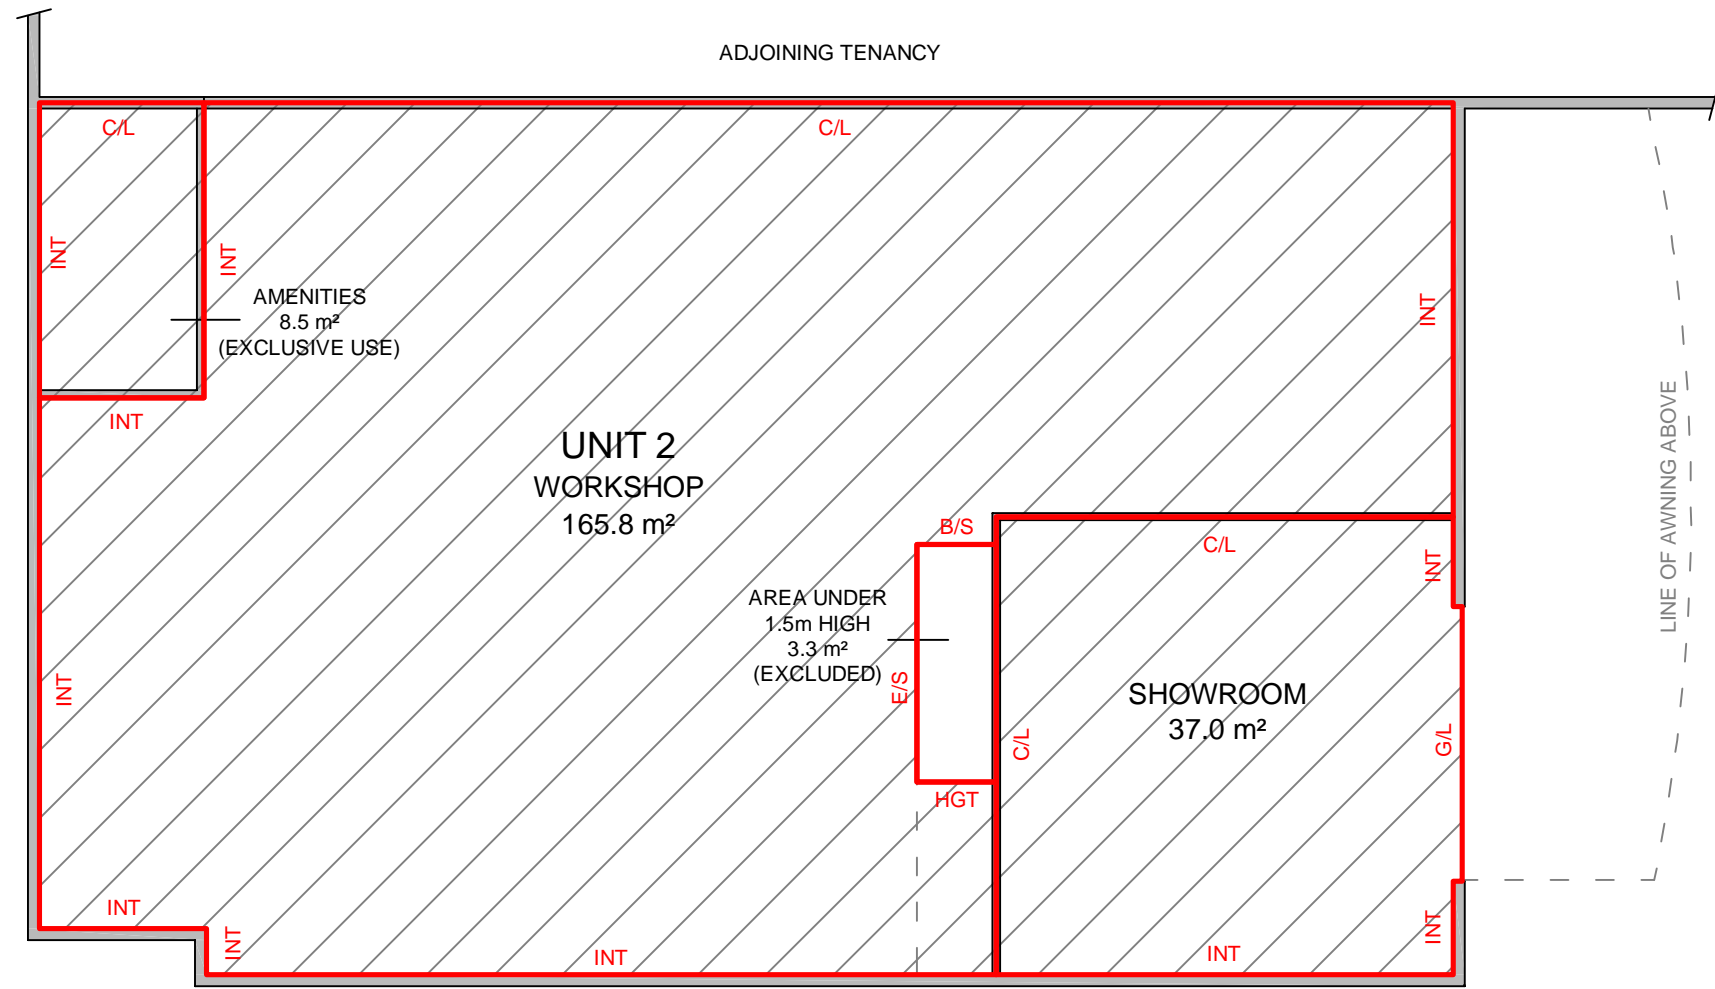 ADJOINING TENANCY
C/L
C/L
INT
INT
AMENITIES
8.5 m²
(EXCLUSIVE USE)
INT
INT
UNIT 2
WORKSHOP
165.8 m²
B/S
C/L
INT
LINE OF AWNING ABOVE
AREA UNDER
1.5m HIGH
3.3 m²
(EXCLUDED)
E/S
INT
SHOWROOM
37.0 m²
C/L
G/L
HGT
INT
INT
INT
INT
INT